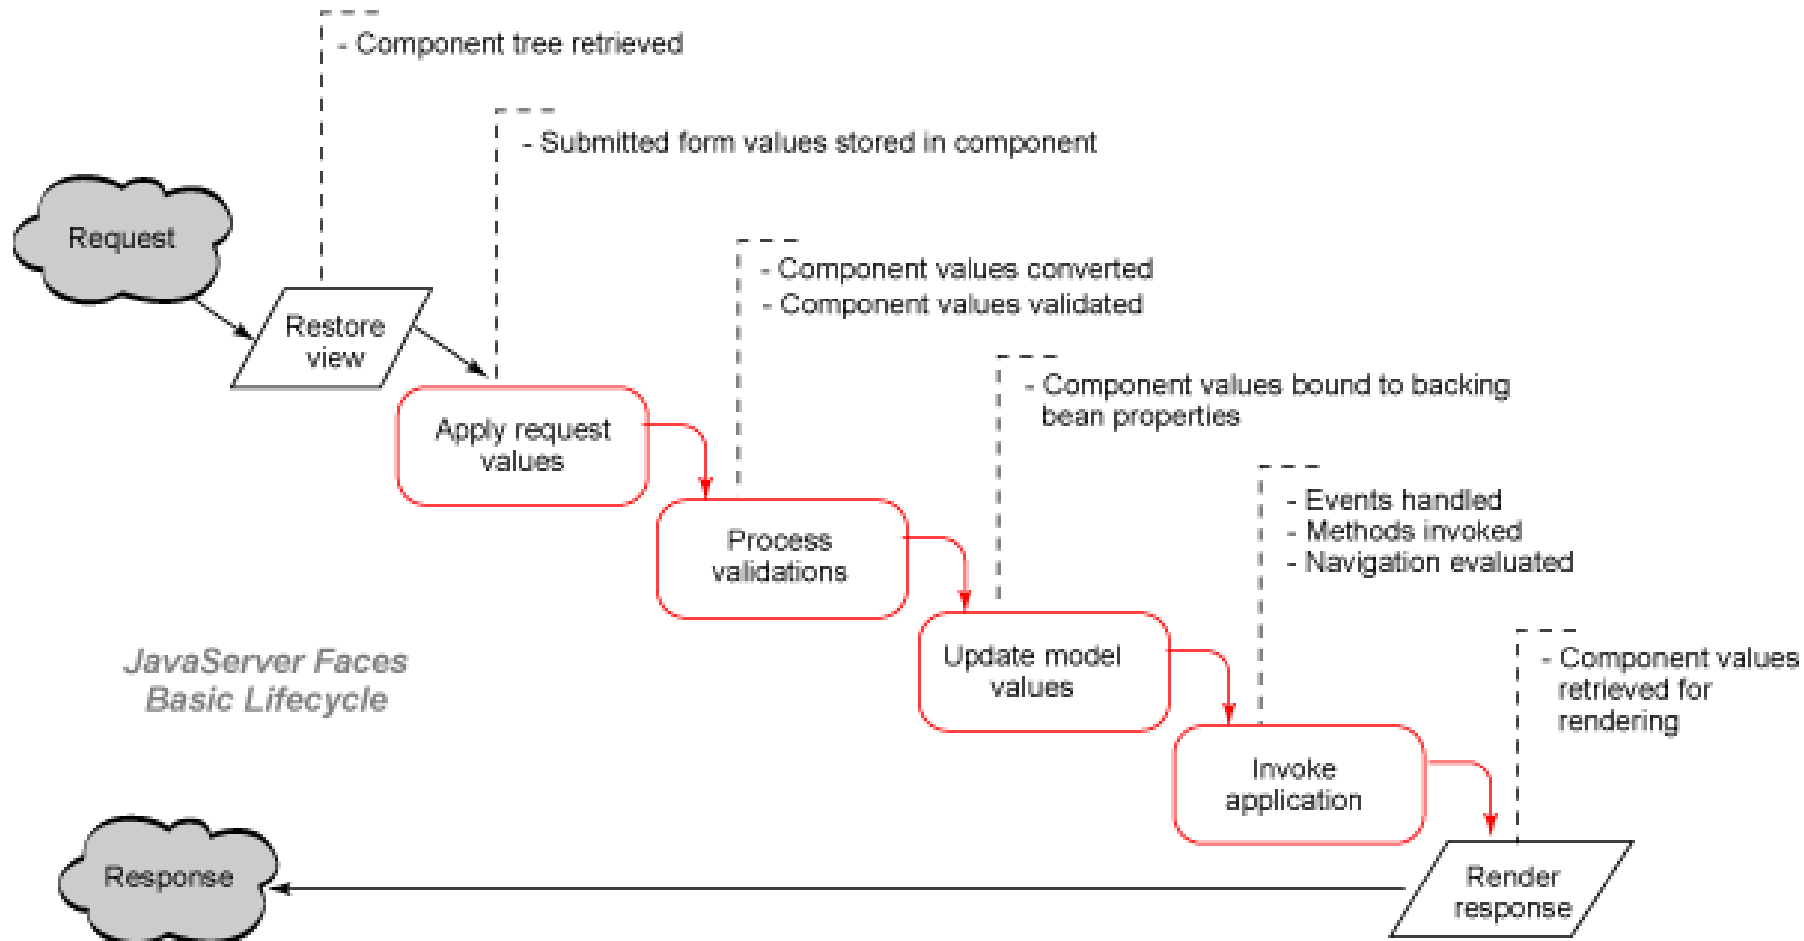 - Component tree retrieved
- Submitted form values stored in component
Request
- Component values converted
- Component values validated
Restore
view
- Component values bound to backing
bean properties
Apply request
values
- Events handled
- Methods invoked
- Navigation evaluated
Process
validations
JavaServer Faces
Basic Lifecycle
Update model
values
- Component values
retrieved for
rendering
Invoke
application
Response
Render
response